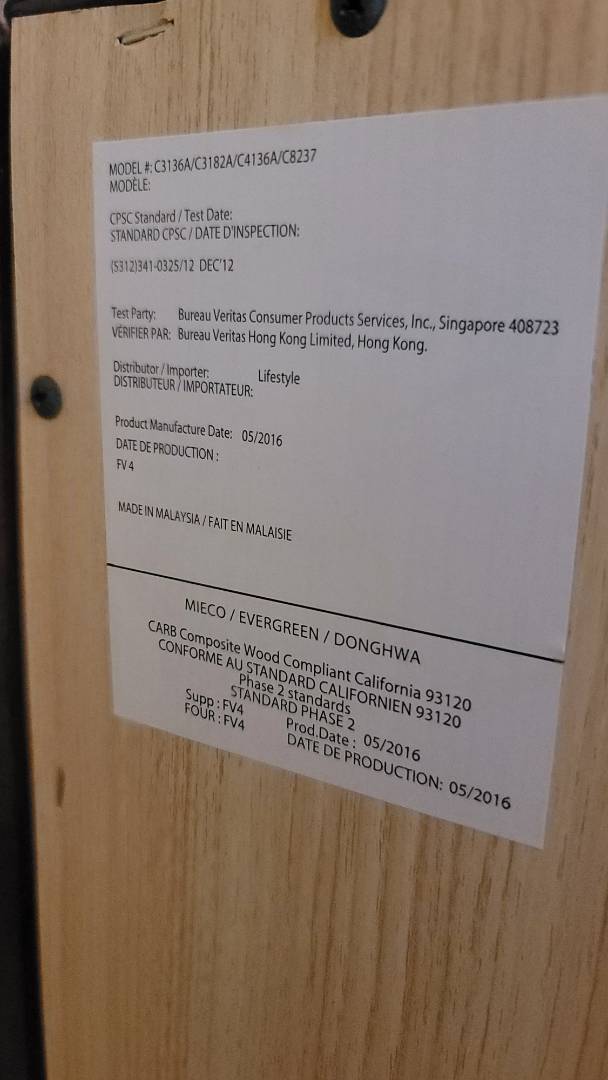 MODEL #: C3136A/C3182A/C4136A/C8237
MODÈLE:
CPSC Standard / Test Date:
STANDARD CPSC / DATE D'INSPECTION:
(5312)341-0325/12 DEC'12
Test Party: Bureau Veritas Consumer Products Services, Inc., Singapore 408723
VÉRIFIER PAR: Bureau Veritas Hong Kong Limited, Hong Kong.
Distributor / Importer: Lifestyle
DISTRIBUTEUR / IMPORTATEUR:
Product Manufacture Date: 05/2016
DATE DE PRODUCTION :
FV 4
MADE IN MALAYSIA / FAIT EN MALAISIE
MIECO / EVERGREEN / DONGHWA
CARB Composite Wood Compliant California 93120
CONFORME AU STANDARD CALIFORNIEN 93120
Phase 2 standards
STANDARD PHASE 2
Supp : FV4 Prod.Date : 05/2016
FOUR : FV4 DATE DE PRODUCTION: 05/2016